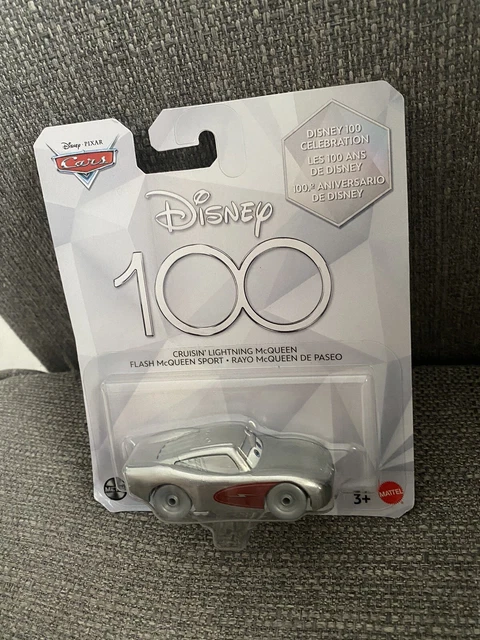 Disney · PIXAR
Cars
DISNEY 100
CELEBRATION
LES 100 ANS
DE DISNEY
100.º ANIVERSARIO
DE DISNEY
Disney
100
CRUISIN' LIGHTNING McQUEEN
FLASH McQUEEN SPORT • RAYO McQUEEN DE PASEO
3+
MATTEL